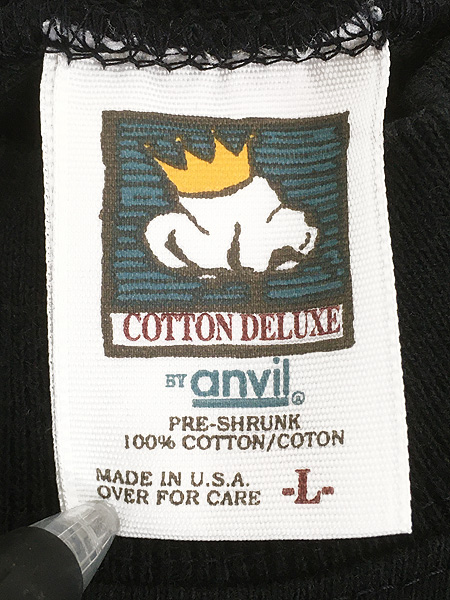 COTTON DELUXE
BY anvil®
PRE-SHRUNK
100% COTTON/COTON
MADE IN U.S.A.
OVER FOR CARE -L-